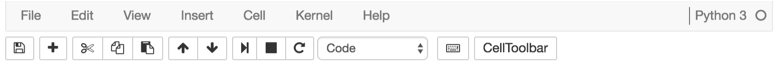 File Edit View Insert Cell Kernel Help Python 3
Code CellToolbar